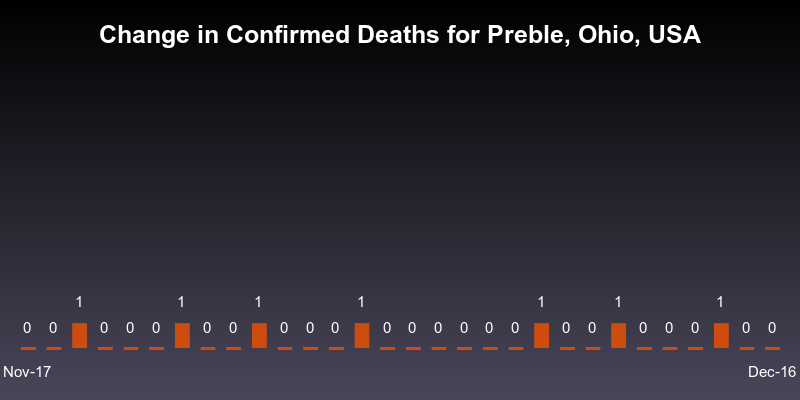 Change in Confirmed Deaths for Preble, Ohio, USA
1 1 1 1 1 1 1
0 0 0 0 0 0 0 0 0 0 0 0 0 0 0 0 0 0 0 0 0 0 0
Nov-17 Dec-16